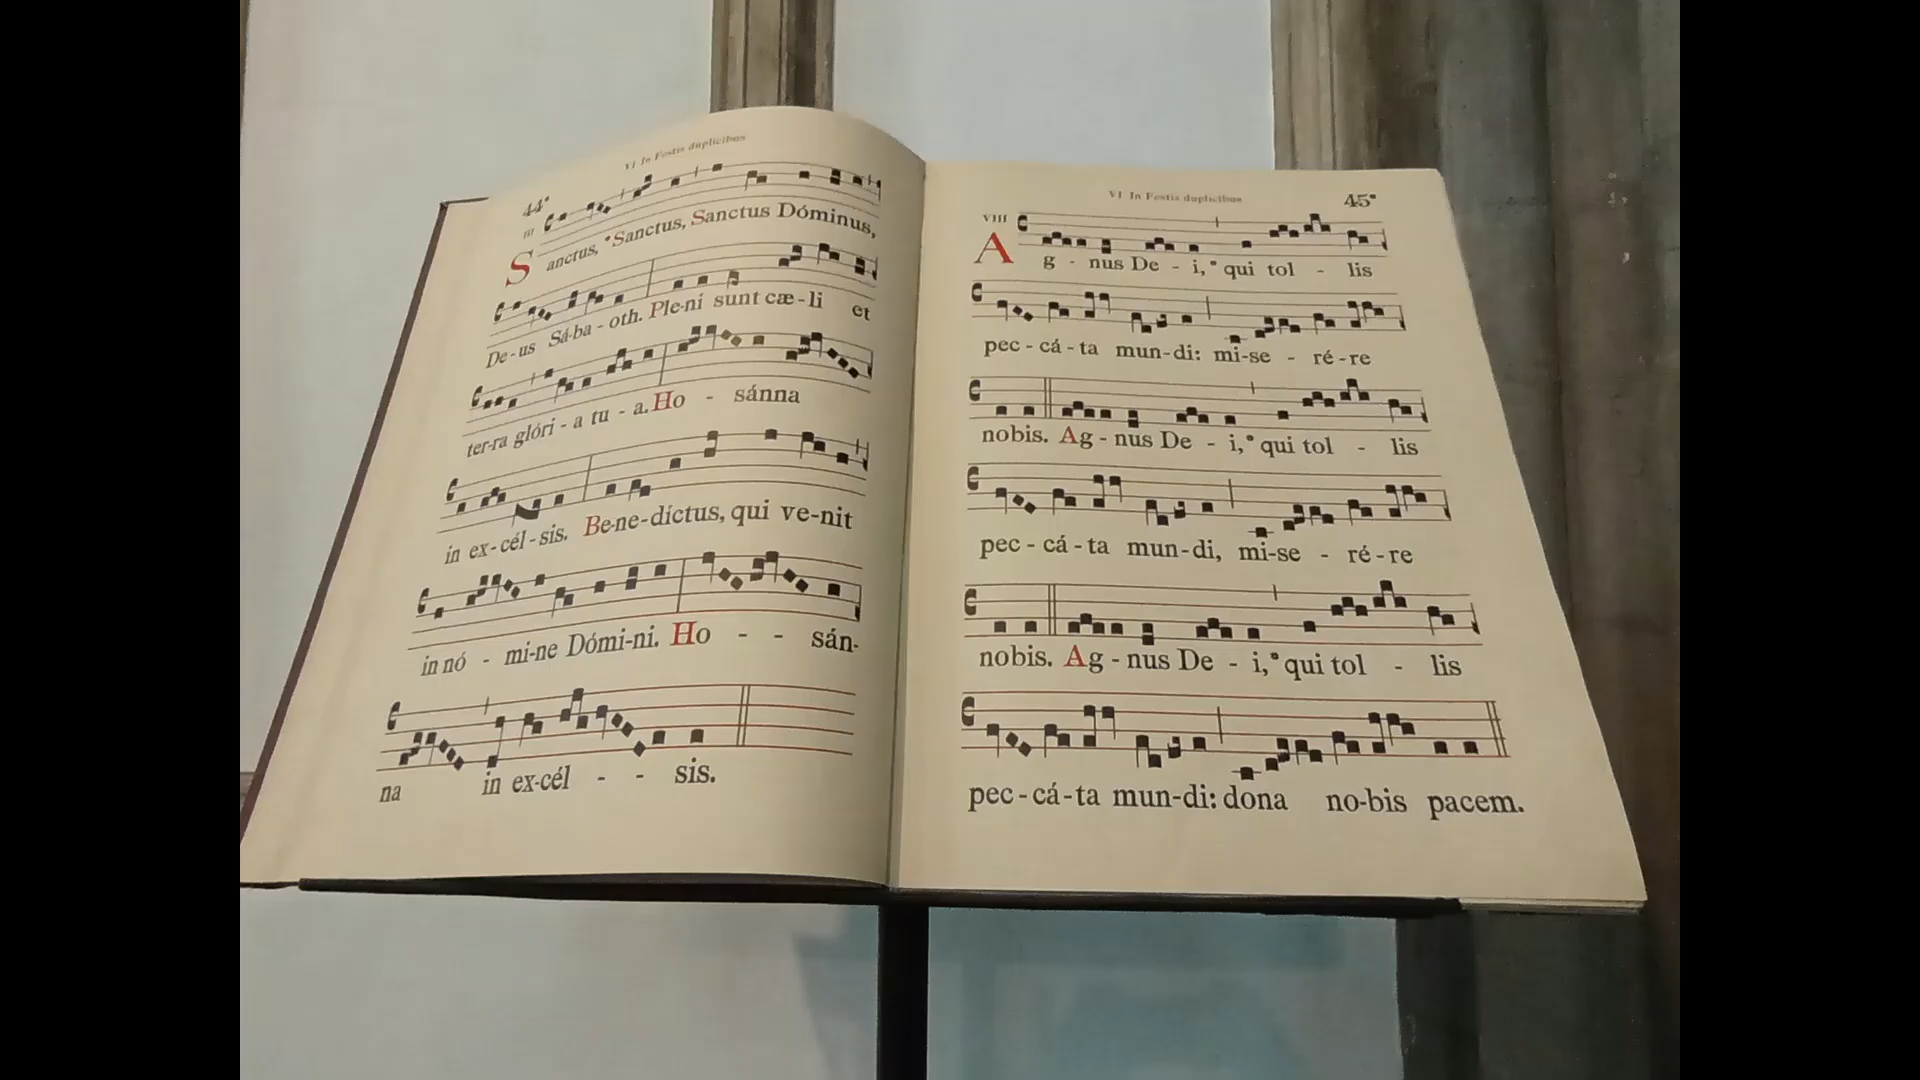 VI In Festis duplicibus
44*
III
Sanctus, *Sanctus, Sanctus Dóminus,
De-us Sá-ba-oth. Ple-ni sunt cæ-li et
ter-ra glóri-a tu-a. Ho-sánna
in ex-cél-sis. Be-ne-díctus, qui ve-nit
in nó-mi-ne Dómi-ni. Ho - - sán-
na in ex-cél - - sis.
VI In Festis duplicibus
45*
VIII
Ag-nus De-i,* qui tol-lis
pec-cá-ta mun-di: mi-se-ré-re
nobis. Ag-nus De-i,* qui tol-lis
pec-cá-ta mun-di, mi-se-ré-re
nobis. Ag-nus De-i,* qui tol-lis
pec-cá-ta mun-di: dona no-bis pacem.